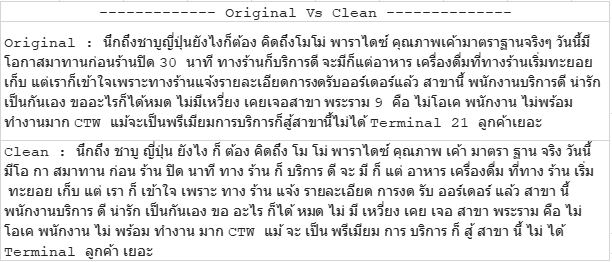 ------------- Original Vs Clean --------------
Original : นึกถึงชาบูญี่ปุ่นยังไงก็ต้อง คิดถึงโมโม่ พาราไดซ์ คุณภาพเค้ามาตราฐานจริงๆ วันนี้มี
โอกาสมาทานก่อนร้านปิด 30 นาที ทางร้านก็บริการดี จะมีก็แต่อาหาร เครื่องดื่มที่ทางร้านเริ่มทะยอย
เก็บ แต่เราก็เข้าใจเพราะทางร้านแจ้งรายละเอียดการงดรับออร์เดอร์แล้ว สาขานี้ พนักงานบริการดี น่ารัก
เป็นกันเอง ขออะไรก็ได้หมด ไม่มีเหวี่ยง เคยเจอสาขา พระราม 9 คือ ไม่โอเค พนักงาน ไม่พร้อม
ทำงานมาก CTW แม้จะเป็นพรีเมียมการบริการก็สู้สาขานี้ไม่ได้ Terminal 21 ลูกค้าเยอะ
Clean : นึกถึง ชาบู ญี่ปุ่น ยังไง ก็ ต้อง คิดถึง โม โม่ พาราไดซ์ คุณภาพ เค้า มาตรา ฐาน จริง วันนี้
มีโอ กา สมาทาน ก่อน ร้าน ปิด นาที ทาง ร้าน ก็ บริการ ดี จะ มี ก็ แต่ อาหาร เครื่องดื่ม ที่ทาง ร้าน เริ่ม
ทะยอย เก็บ แต่ เรา ก็ เข้าใจ เพราะ ทาง ร้าน แจ้ง รายละเอียด การงด รับ ออร์เดอร์ แล้ว สาขา นี้
พนักงานบริการ ดี น่ารัก เป็นกันเอง ขอ อะไร ก็ได้ หมด ไม่ มี เหวี่ยง เคย เจอ สาขา พระราม คือ ไม่
โอเค พนักงาน ไม่ พร้อม ทำงาน มาก CTW แม้ จะ เป็น พรีเมียม การ บริการ ก็ สู้ สาขา นี้ ไม่ ได้
Terminal ลูกค้า เยอะ